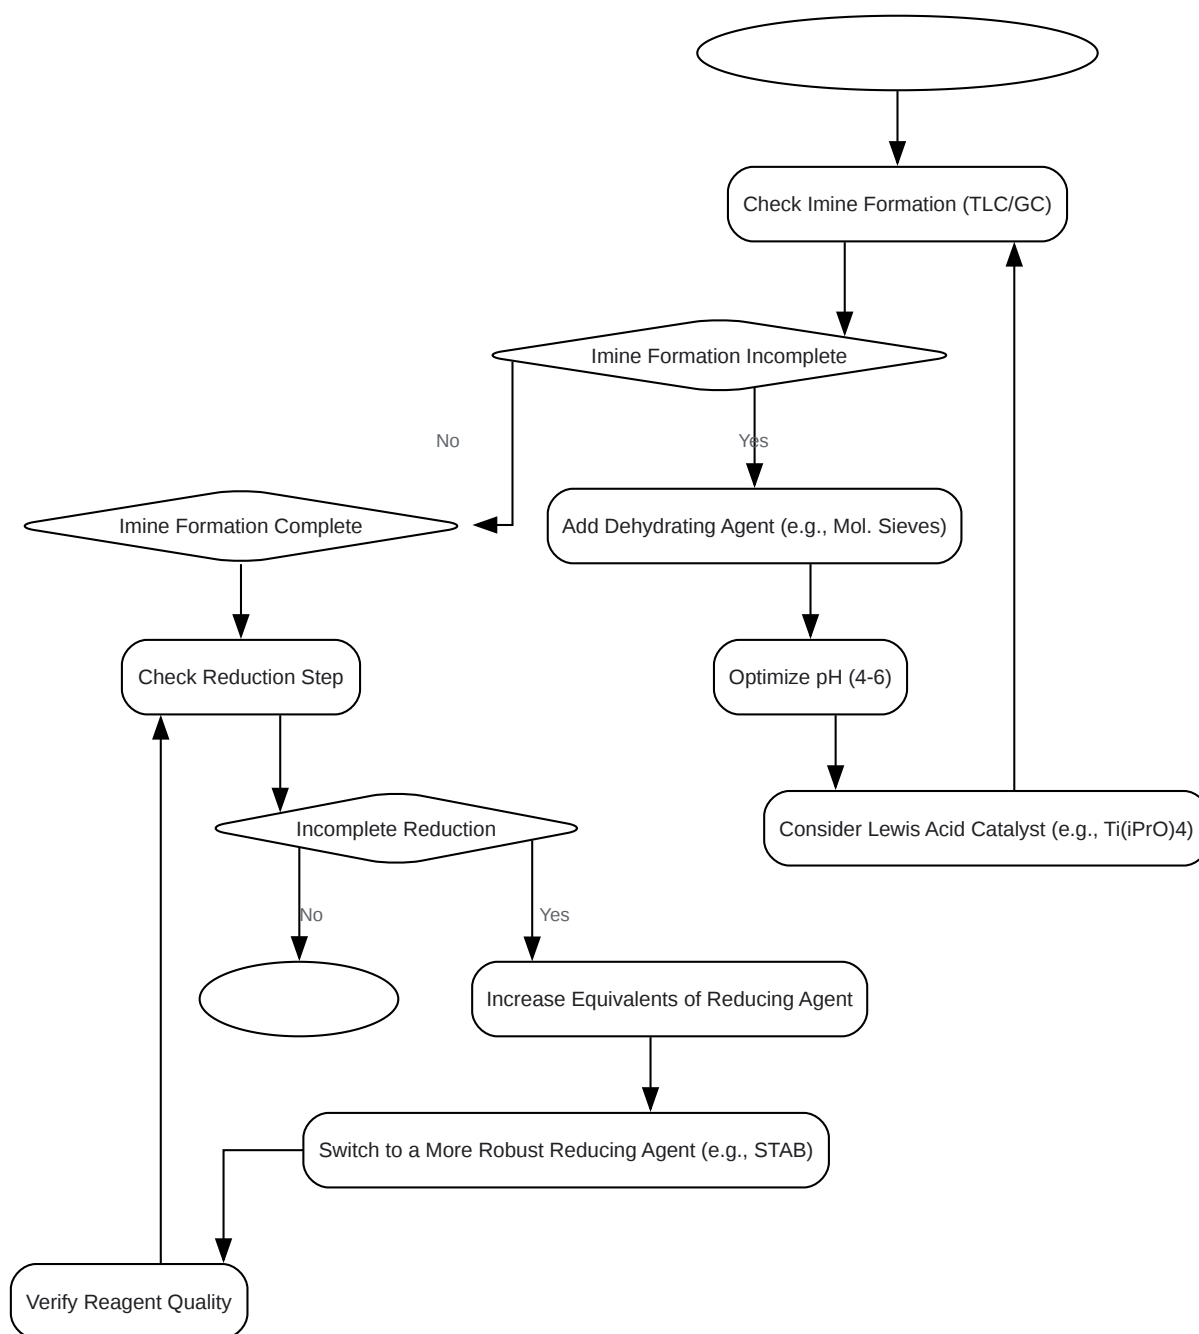 Check Imine Formation (TLC/GC)
Imine Formation Incomplete
No
Yes
Imine Formation Complete
Add Dehydrating Agent (e.g., Mol. Sieves)
Check Reduction Step
Optimize pH (4-6)
Incomplete Reduction
Consider Lewis Acid Catalyst (e.g., Ti(iPrO)4)
No
Yes
Increase Equivalents of Reducing Agent
Switch to a More Robust Reducing Agent (e.g., STAB)
Verify Reagent Quality